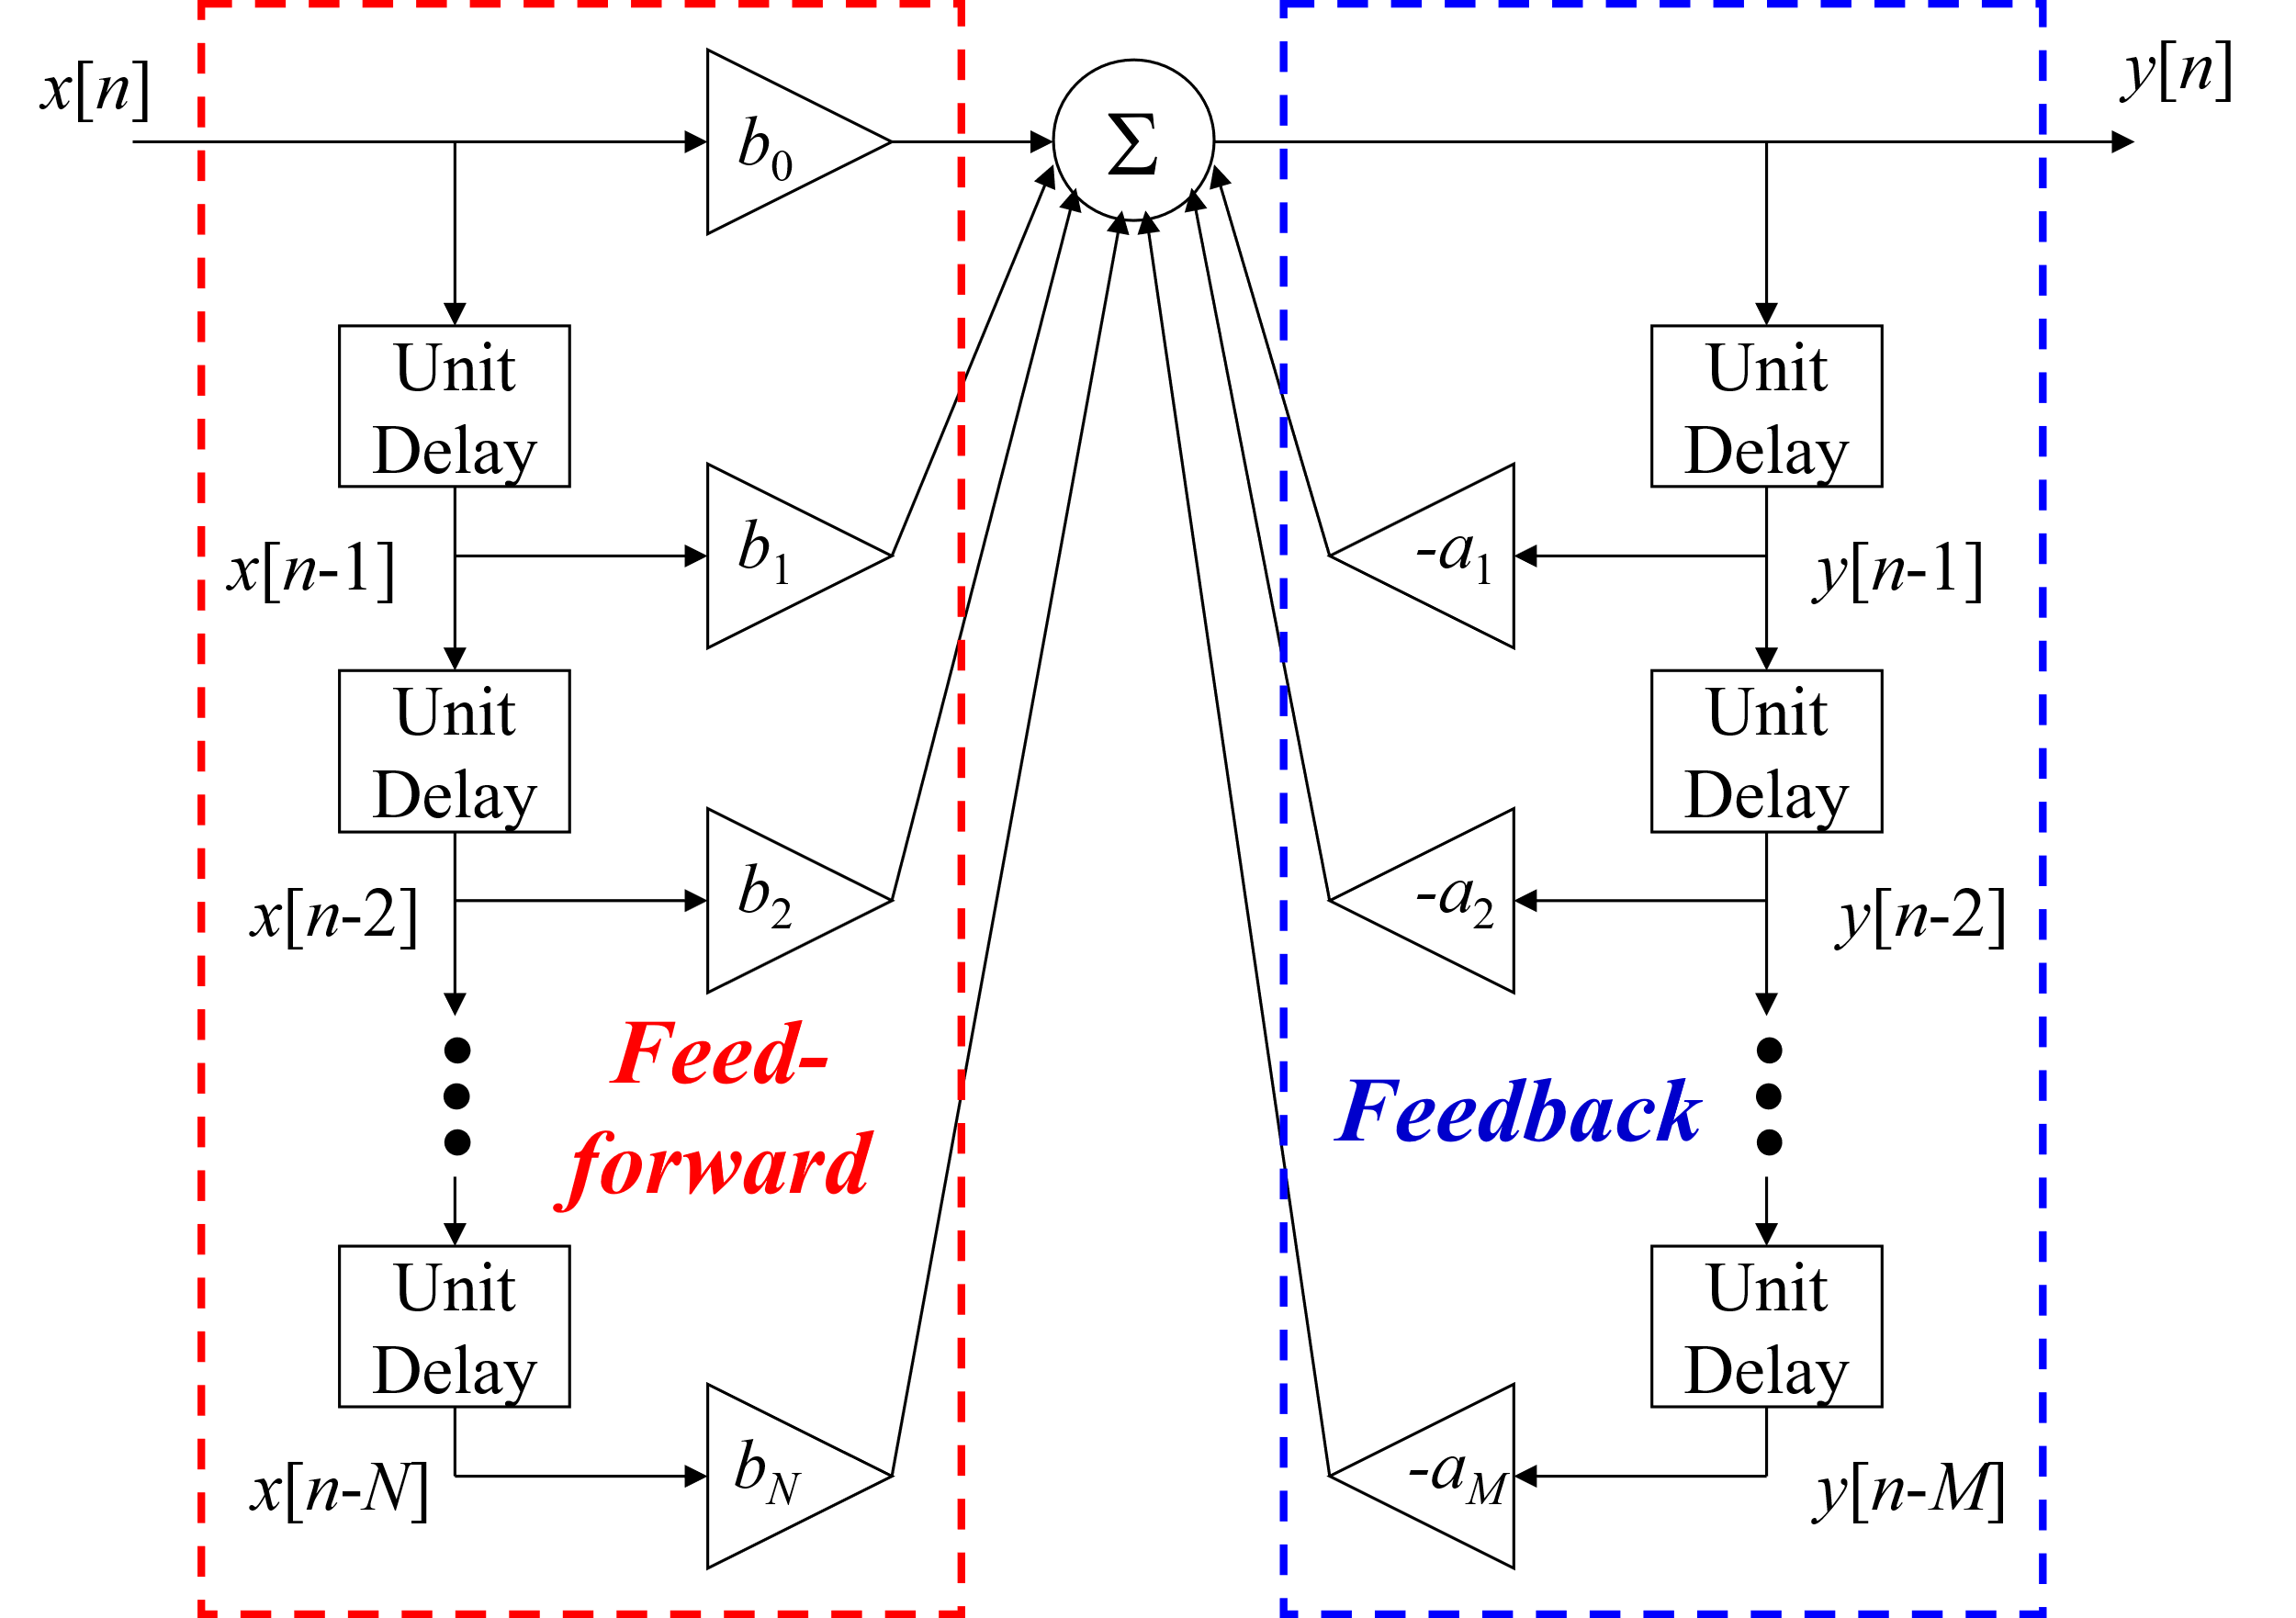 x[n]
b0
Σ
y[n]
Unit
Delay
Unit
Delay
x[n-1]
b1
-a1
y[n-1]
Unit
Delay
Unit
Delay
x[n-2]
b2
-a2
y[n-2]
Feed-
forward
Feedback
Unit
Delay
Unit
Delay
x[n-N]
bN
-aM
y[n-M]